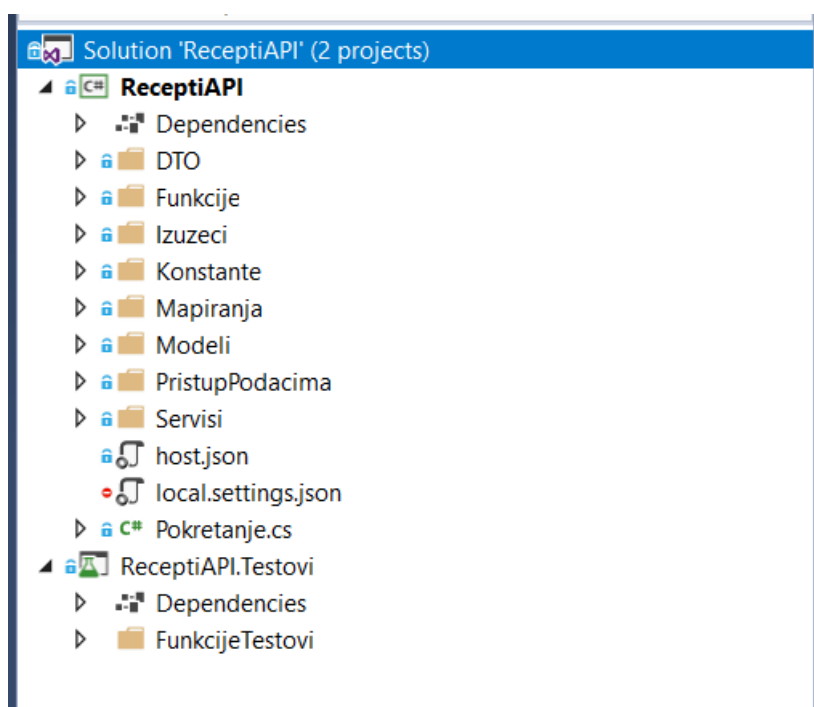 Solution 'ReceptiAPI' (2 projects)
C# ReceptiAPI
Dependencies
DTO
Funkcije
Izuzeci
Konstante
Mapiranja
Modeli
PristupPodacima
Servisi
host.json
local.settings.json
C# Pokretanje.cs
ReceptiAPI.Testovi
Dependencies
FunkcijeTestovi